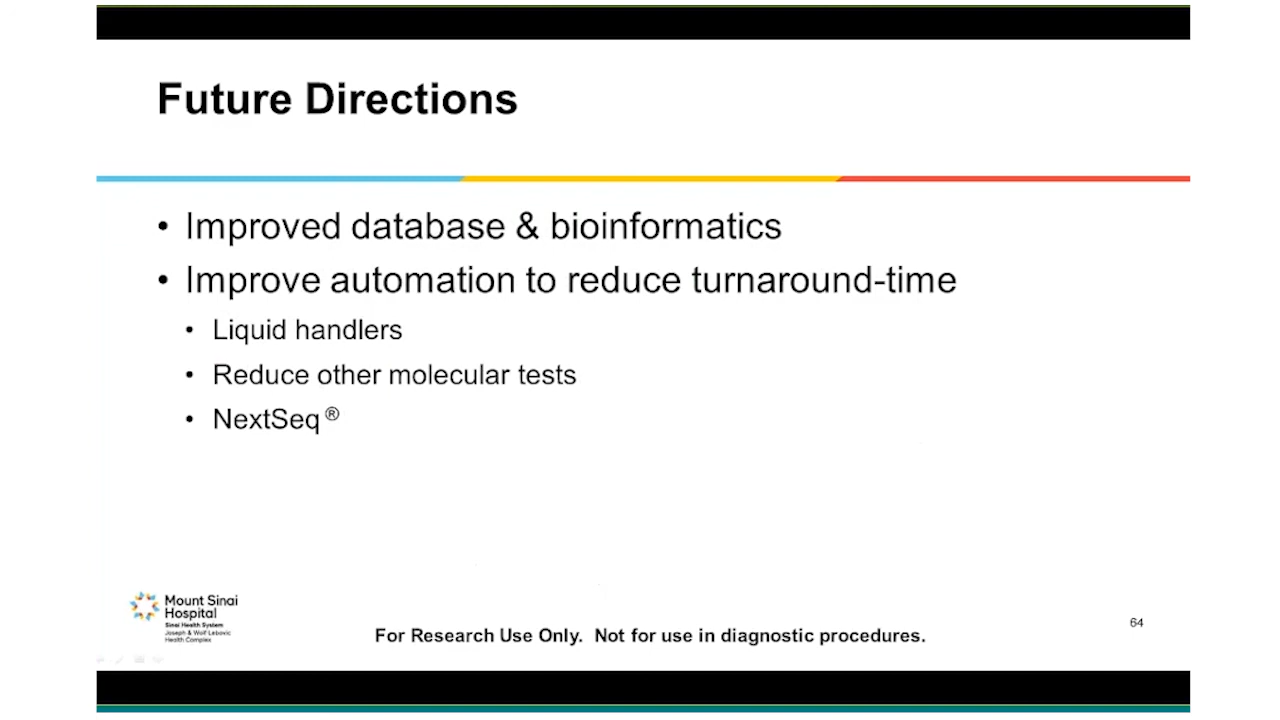 Future Directions
• Improved database & bioinformatics
• Improve automation to reduce turnaround-time
• Liquid handlers
• Reduce other molecular tests
• NextSeq®
Mount Sinai
Hospital
Sinai Health System
Joseph & Wolf Lebovic
Health Complex
For Research Use Only.  Not for use in diagnostic procedures.
64